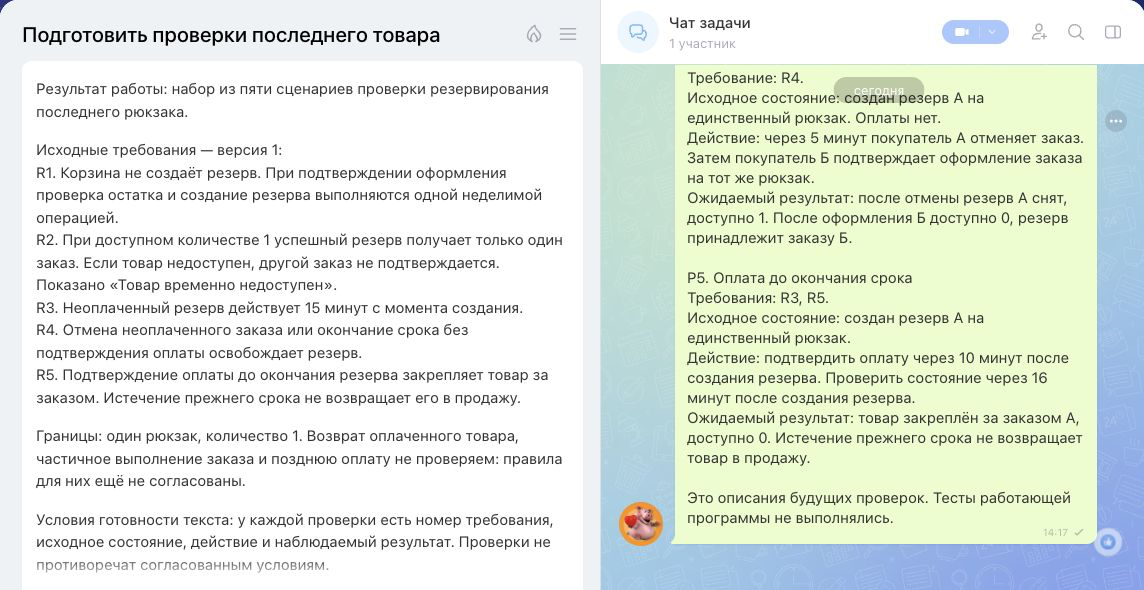 Подготовить проверки последнего товара
Результат работы: набор из пяти сценариев проверки резервирования
последнего рюкзака.
Исходные требования — версия 1:
R1. Корзина не создаёт резерв. При подтверждении оформления
проверка остатка и создание резерва выполняются одной неделимой
операцией.
R2. При доступном количестве 1 успешный резерв получает только один
заказ. Если товар недоступен, другой заказ не подтверждается.
Показано «Товар временно недоступен».
R3. Неоплаченный резерв действует 15 минут с момента создания.
R4. Отмена неоплаченного заказа или окончание срока без
подтверждения оплаты освобождает резерв.
R5. Подтверждение оплаты до окончания резерва закрепляет товар за
заказом. Истечение прежнего срока не возвращает его в продажу.
Границы: один рюкзак, количество 1. Возврат оплаченного товара,
частичное выполнение заказа и позднюю оплату не проверяем: правила
для них ещё не согласованы.
Условия готовности текста: у каждой проверки есть номер требования,
исходное состояние, действие и наблюдаемый результат. Проверки не
противоречат согласованным условиям.
Чат задачи
1 участник
сегодня
Требование: R4.
Исходное состояние: создан резерв А на
единственный рюкзак. Оплаты нет.
Действие: через 5 минут покупатель А отменяет заказ.
Затем покупатель Б подтверждает оформление заказа
на тот же рюкзак.
Ожидаемый результат: после отмены резерв А снят,
доступно 1. После оформления Б доступно 0, резерв
принадлежит заказу Б.
P5. Оплата до окончания срока
Требования: R3, R5.
Исходное состояние: создан резерв А на
единственный рюкзак.
Действие: подтвердить оплату через 10 минут после
создания резерва. Проверить состояние через 16
минут после создания резерва.
Ожидаемый результат: товар закреплён за заказом А,
доступно 0. Истечение прежнего срока не возвращает
товар в продажу.
Это описания будущих проверок. Тесты работающей
программы не выполнялись.
14:17